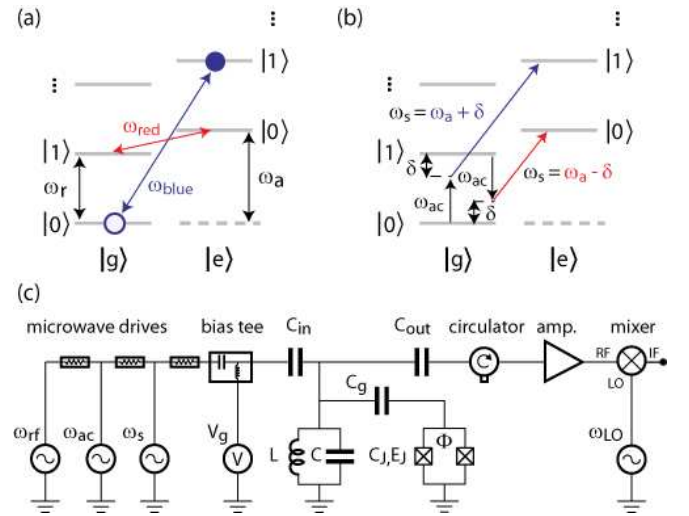 (a)
...
|1⟩
...
ω_red
|0⟩
|1⟩
ω_r
ω_blue
ω_a
|0⟩
|g⟩ |e⟩
(b)
...
|1⟩
...
ω_s = ω_a + δ
|0⟩
|1⟩
δ
ω_ac
ω_s = ω_a - δ
ω_ac
δ
|0⟩
|g⟩ |e⟩
(c)
microwave drives bias tee C_in C_out circulator amp. mixer
RF IF
LO
C_g
ω_rf ω_ac ω_s V_g V L C C_J,E_J Φ ω_LO